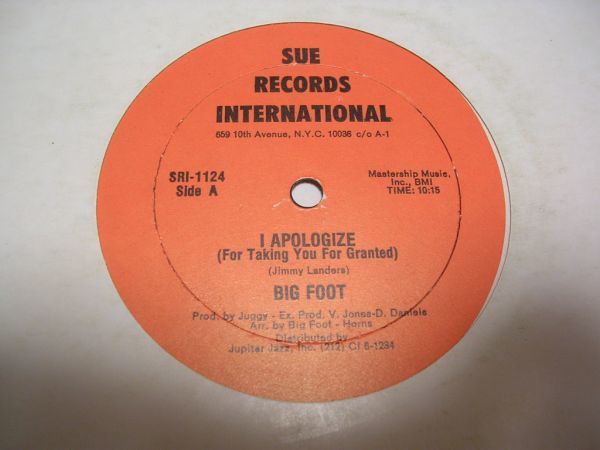 SUE
RECORDS
INTERNATIONAL
659 10th Avenue, N.Y.C. 10036 c/o A-1
SRI-1124
Side A
Mastership Music,
Inc., BMI
TIME: 10:15
I APOLOGIZE
(For Taking You For Granted)
(Jimmy Landers)
BIG FOOT
Prod. by Juggy - Ex. Prod. V. Jones-D. Daniels
Arr. by Big Foot - Horns
Distributed by
Jupiter Jazz, Inc. (212) CI 5-1284